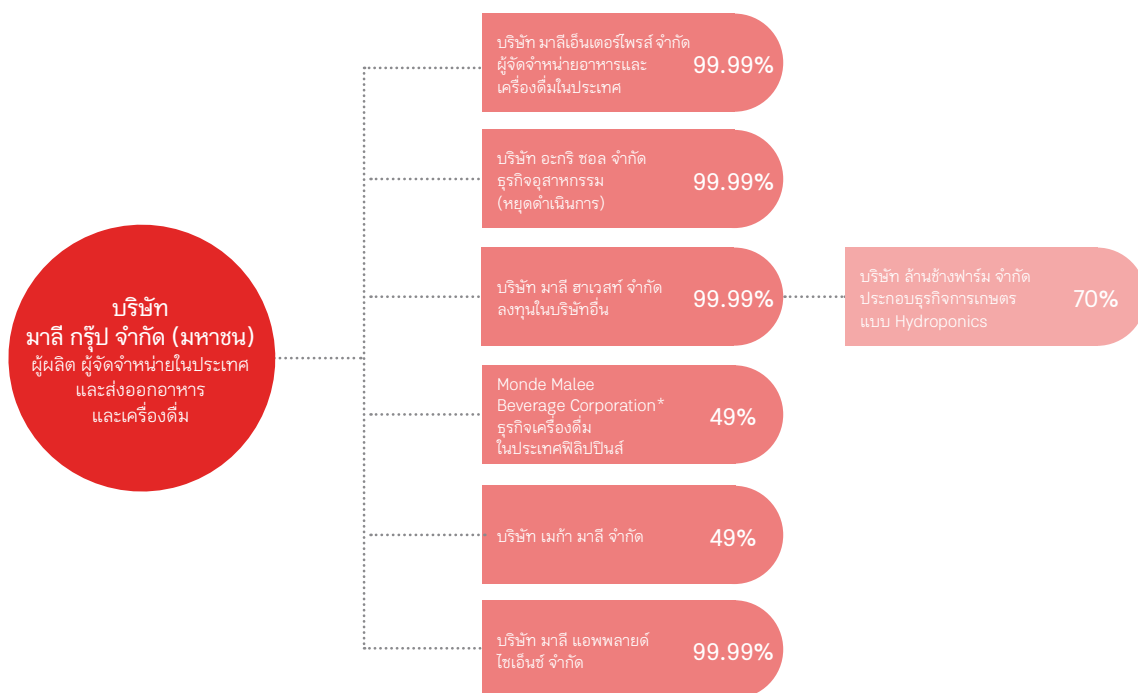 บริษัท
มาลี กรุ๊ป จำกัด (มหาชน)
ผู้ผลิต ผู้จัดจำหน่ายในประเทศ
และส่งออกอาหาร
และเครื่องดื่ม
บริษัท มาลีเอ็นเตอร์ไพรส์ จำกัด
ผู้จัดจำหน่ายอาหารและ
เครื่องดื่มในประเทศ
99.99%
บริษัท อะกริ ซอล จำกัด
ธุรกิจอุสาหกรรม
(หยุดดำเนินการ)
99.99%
บริษัท มาลี ฮาเวสท์ จำกัด
ลงทุนในบริษัทอื่น
99.99%
บริษัท ล้านช้างฟาร์ม จำกัด
ประกอบธุรกิจการเกษตร
แบบ Hydroponics
70%
Monde Malee
Beverage Corporation*
ธุรกิจเครื่องดื่ม
ในประเทศฟิลิปปินส์
49%
บริษัท เมก้า มาลี จำกัด
49%
บริษัท มาลี แอพพลายด์
ไซเอ็นซ์ จำกัด
99.99%